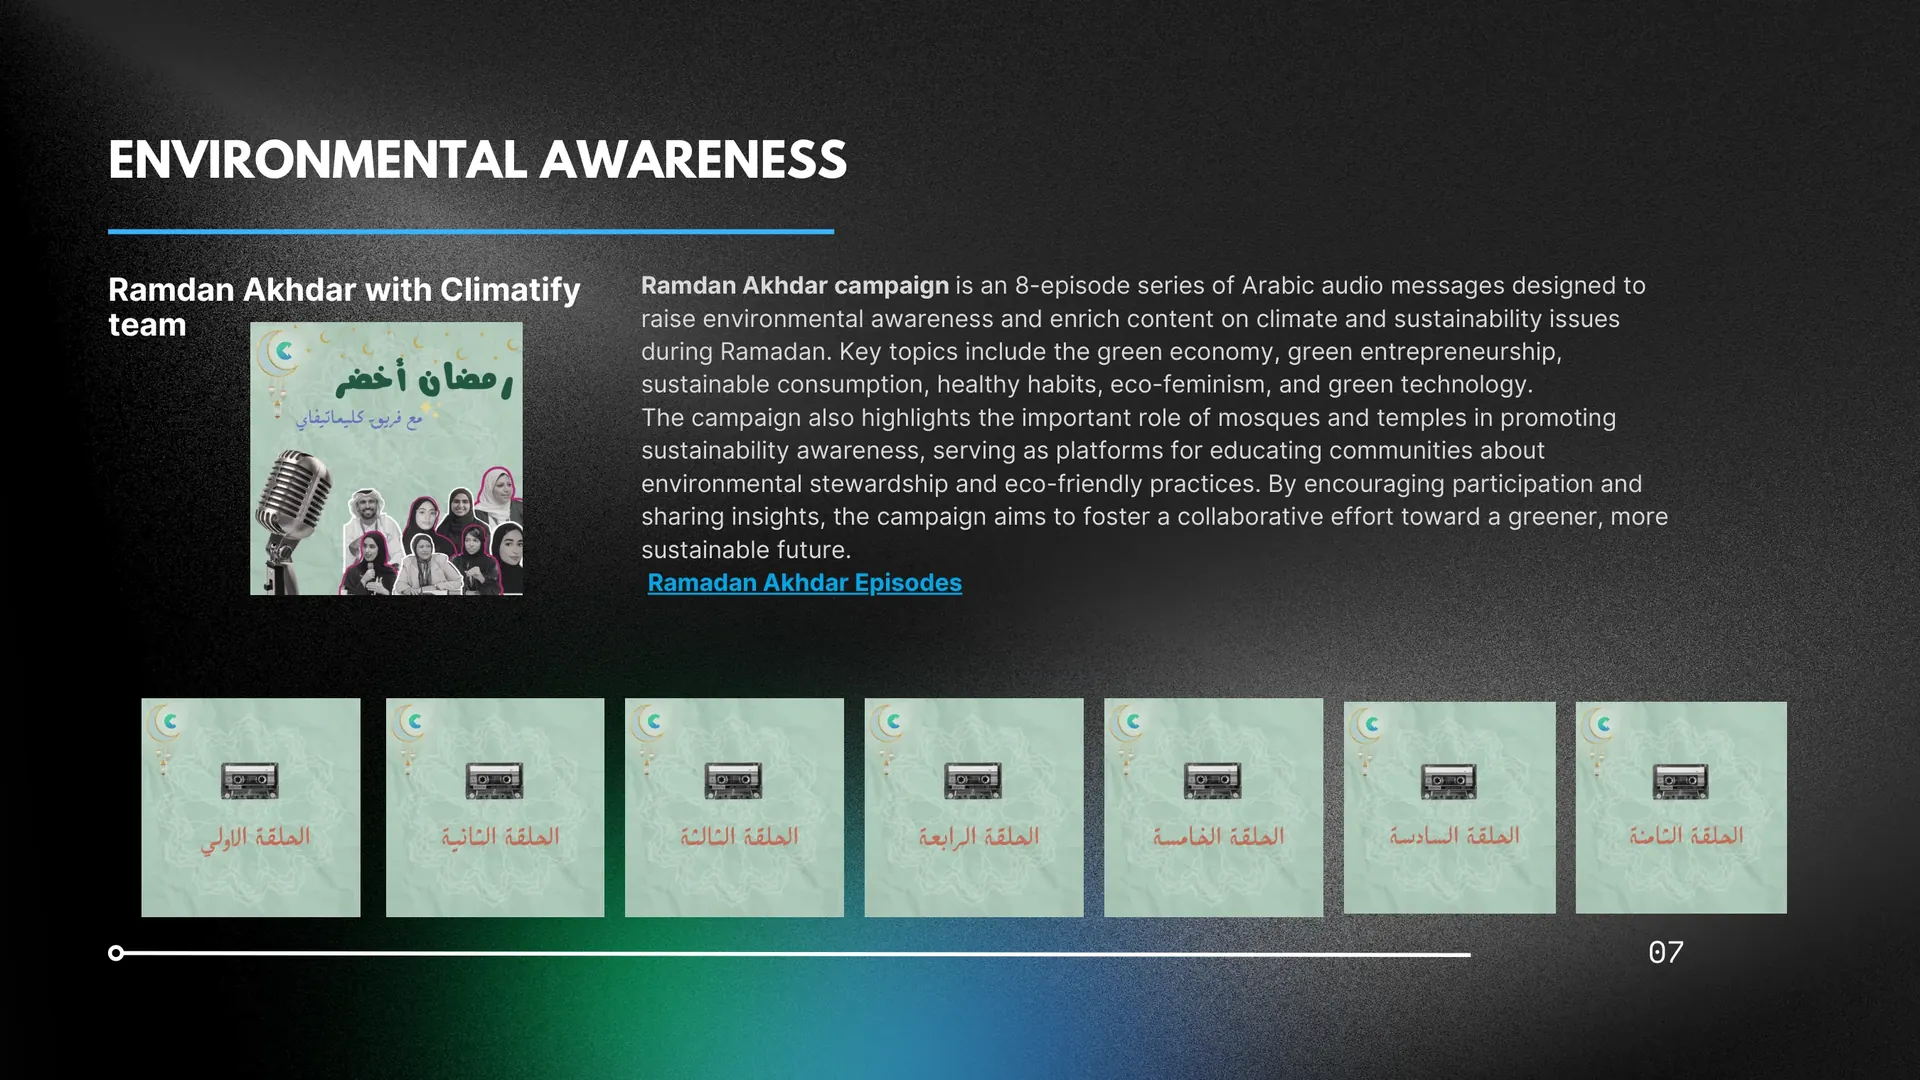 ENVIRONMENTAL AWARENESS
Ramdan Akhdar with Climatify
team
رمضان أخضر
مع فريق كليماتيفاي
Ramdan Akhdar campaign is an 8-episode series of Arabic audio messages designed to
raise environmental awareness and enrich content on climate and sustainability issues
during Ramadan. Key topics include the green economy, green entrepreneurship,
sustainable consumption, healthy habits, eco-feminism, and green technology.
The campaign also highlights the important role of mosques and temples in promoting
sustainability awareness, serving as platforms for educating communities about
environmental stewardship and eco-friendly practices. By encouraging participation and
sharing insights, the campaign aims to foster a collaborative effort toward a greener, more
sustainable future.
Ramadan Akhdar Episodes
الحلقة الاولي
الحلقة الثانية
الحلقة الثالثة
الحلقة الرابعة
الحلقة الخامسة
الحلقة السادسة
الحلقة الثامنة
07